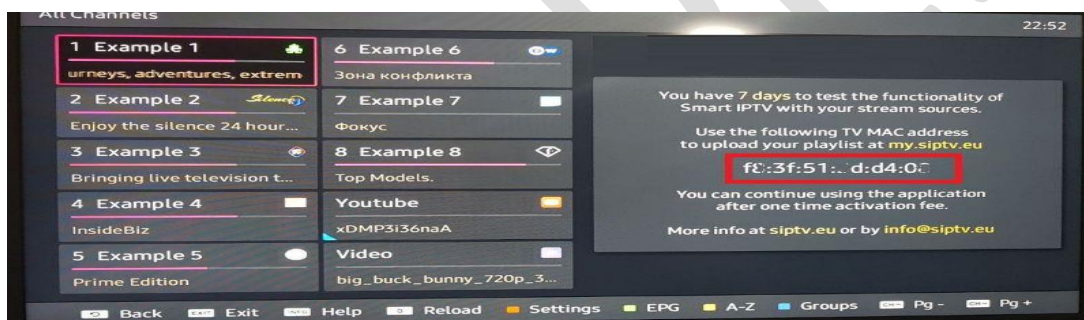 All Channels
22:52
1 Example 1
urneys, adventures, extrem
2 Example 2
Silence
Enjoy the silence 24 hour...
3 Example 3
Bringing live television t...
4 Example 4
InsideBiz
5 Example 5
Prime Edition
6 Example 6
Зона конфликта
7 Example 7
Фокус
8 Example 8
Top Models.
Youtube
xDMP3i36naA
Video
big_buck_bunny_720p_3...
You have 7 days to test the functionality of
Smart IPTV with your stream sources.
Use the following TV MAC address
to upload your playlist at my.siptv.eu
You can continue using the application
after one time activation fee.
More info at siptv.eu or by info@siptv.eu
Back EXIT Exit INFO Help Reload Settings EPG A-Z Groups CH- Pg - Pg +